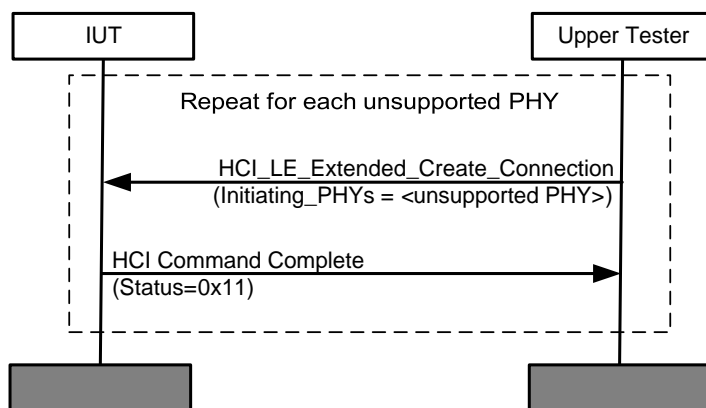 IUT
Upper Tester
Repeat for each unsupported PHY
HCI_LE_Extended_Create_Connection
(Initiating_PHYs = <unsupported PHY>)
HCI Command Complete
(Status=0x11)